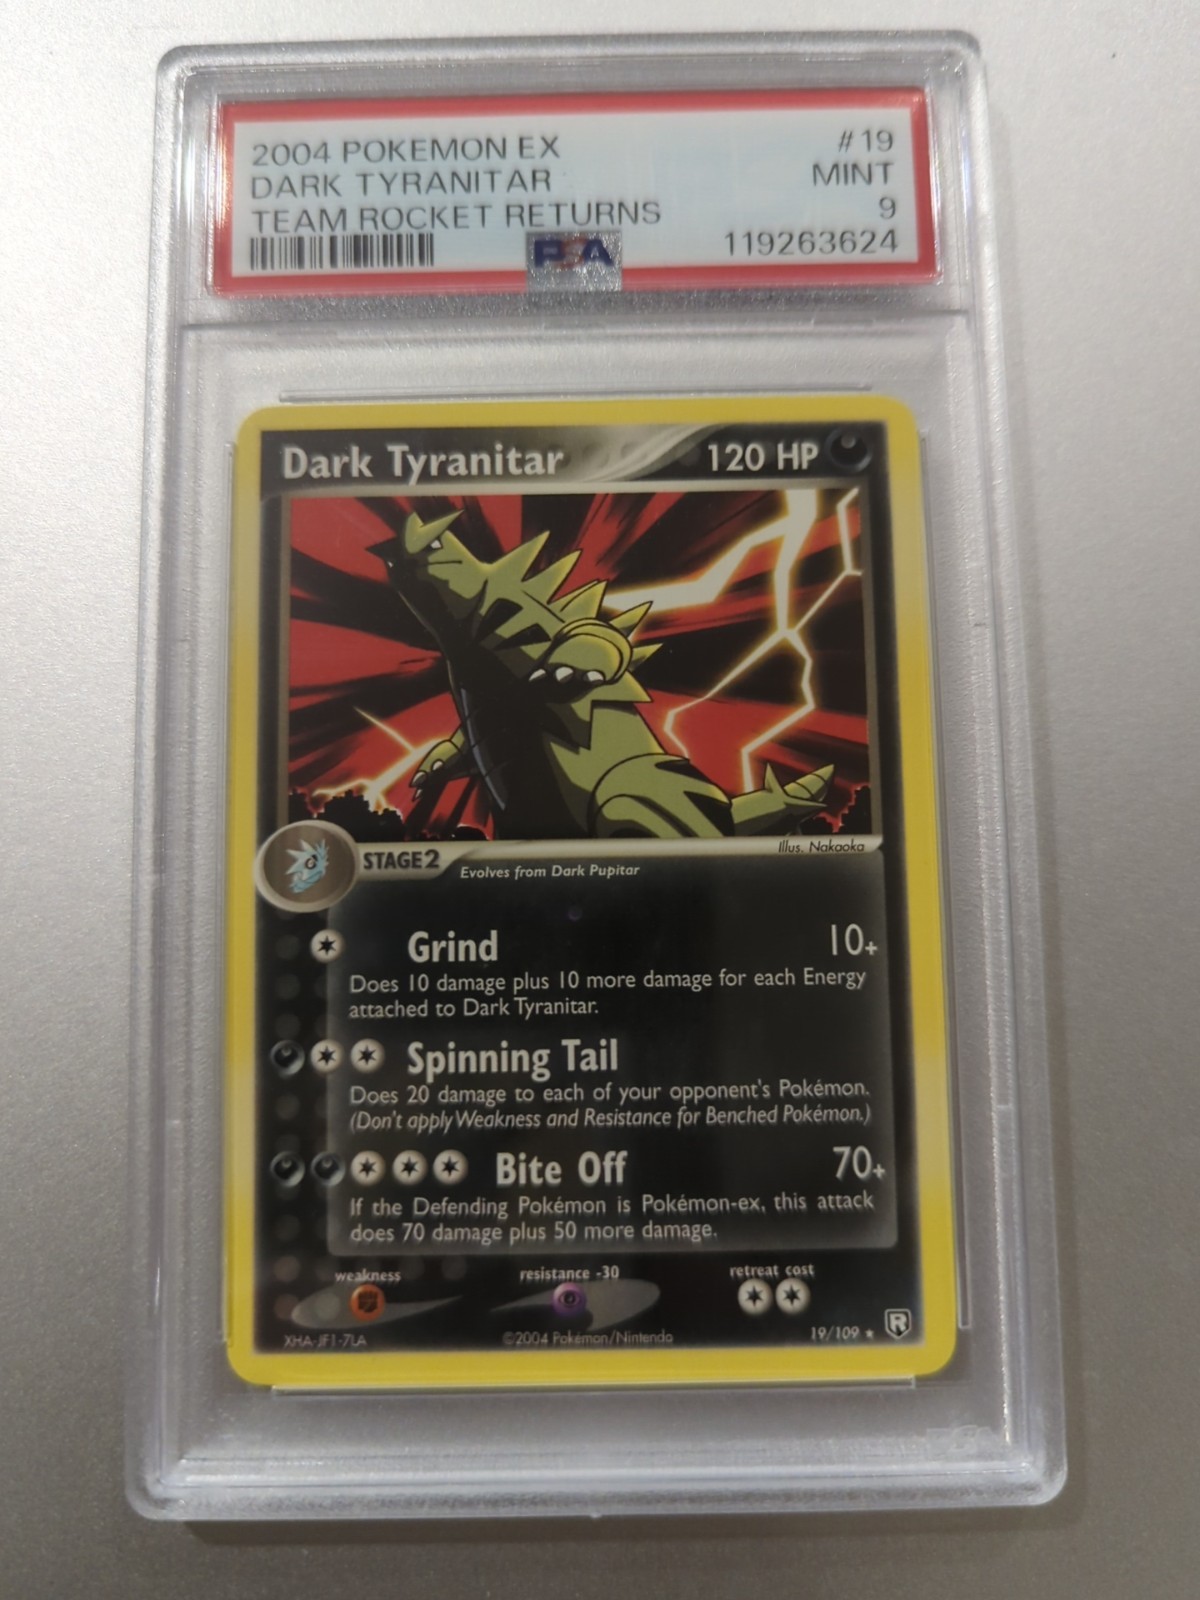 2004 POKEMON EX #19
DARK TYRANITAR MINT
TEAM ROCKET RETURNS 9
PSA 119263624
Dark Tyranitar 120 HP
Illus. Nakaoka
STAGE2 Evolves from Dark Pupitar
Grind 10+
Does 10 damage plus 10 more damage for each Energy
attached to Dark Tyranitar.
Spinning Tail
Does 20 damage to each of your opponent's Pokémon.
(Don't apply Weakness and Resistance for Benched Pokémon.)
Bite Off 70+
If the Defending Pokémon is Pokémon-ex, this attack
does 70 damage plus 50 more damage.
weakness resistance -30 retreat cost
XHA-JF1-7LA ©2004 Pokémon/Nintendo 19/109 ★ R